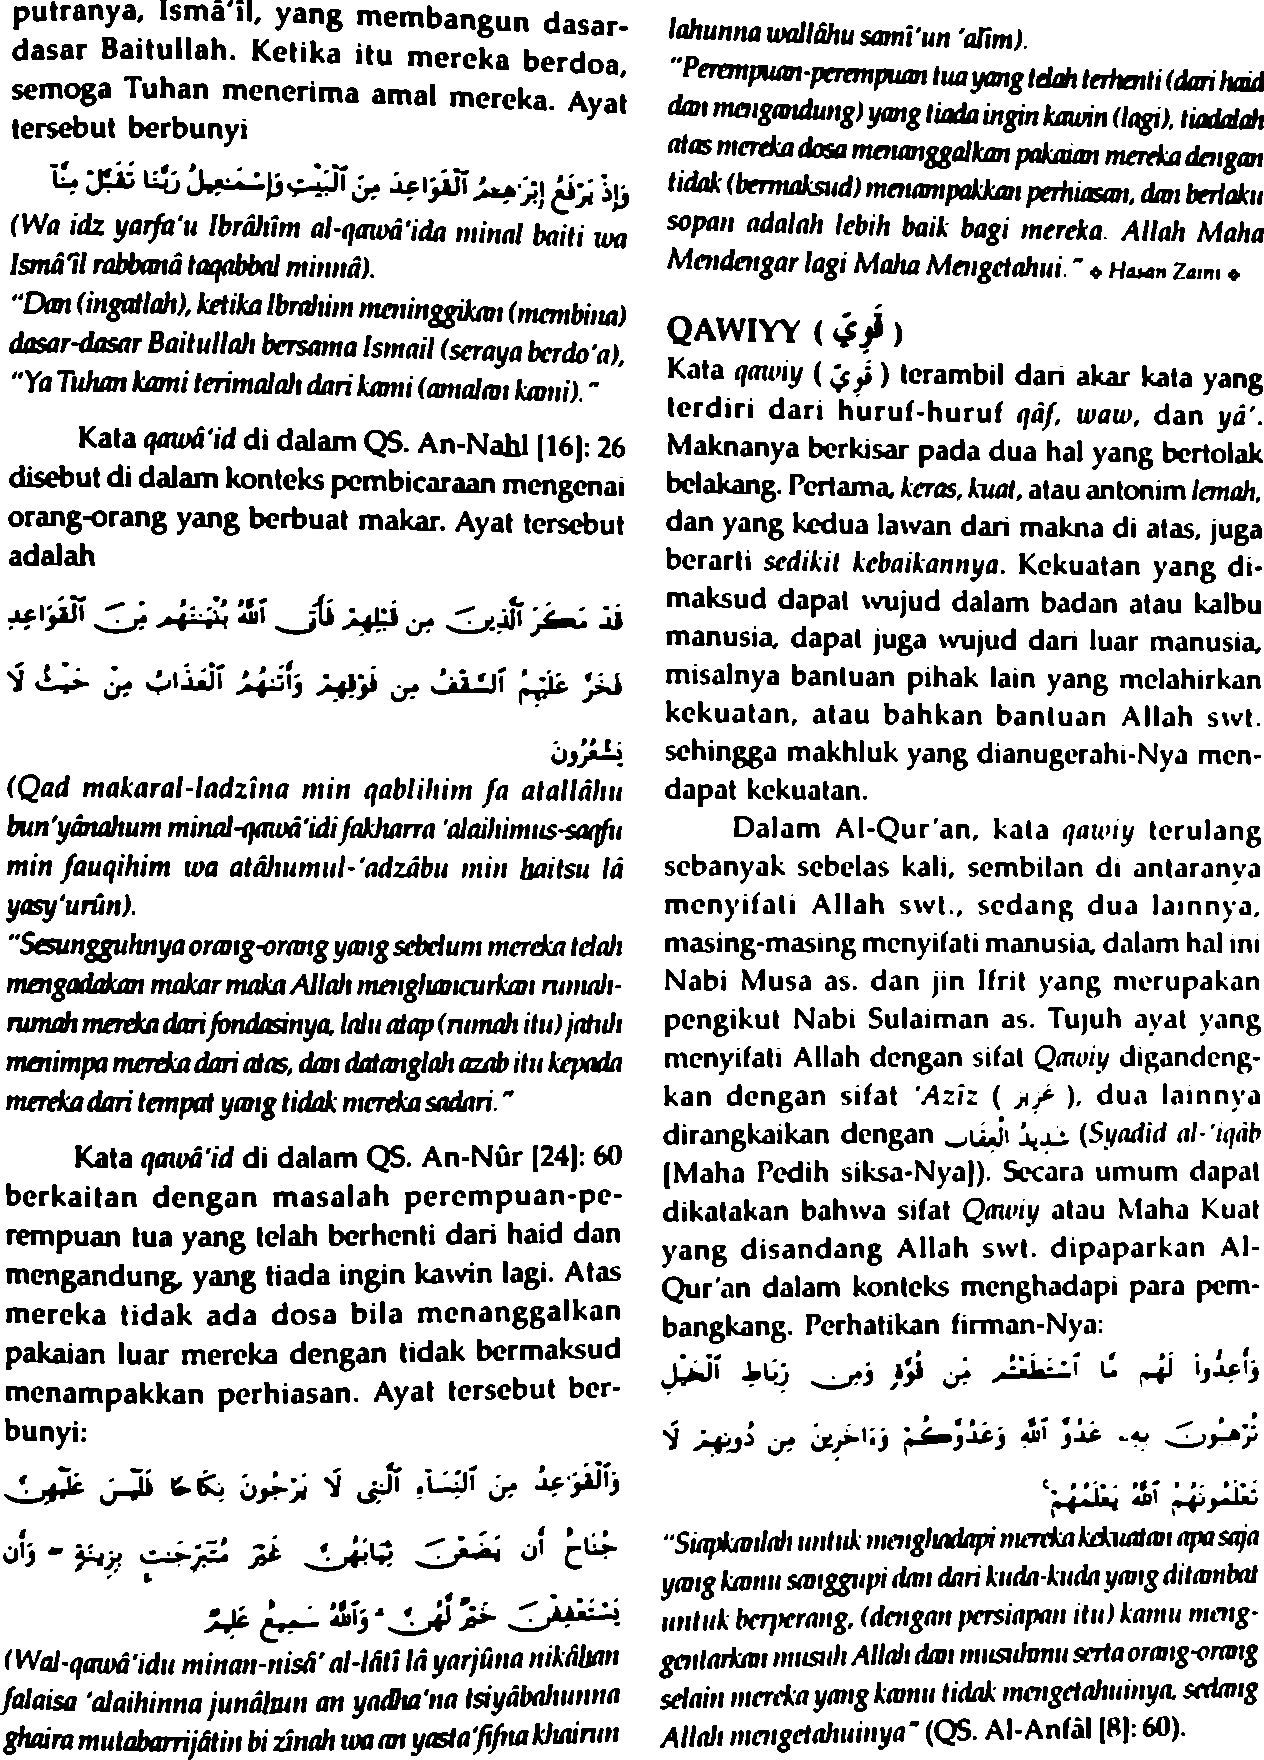 putranya, Ismâ'îl, yang membangun dasar-
dasar Baitullah. Ketika itu mereka berdoa,
semoga Tuhan menerima amal mereka. Ayat
tersebut berbunyi
وَإِذْ يَرْفَعُ إِبْرَٰهِـۧمُ ٱلْقَوَاعِدَ مِنَ ٱلْبَيْتِ وَإِسْمَٰعِيلُ رَبَّنَا تَقَبَّلْ مِنَّآ
(Wa idz yarfa'u Ibrâhîm al-qawâ'ida minal baiti wa
Ismâ'îl rabbanâ taqabbal minnâ).
"Dan (ingatlah), ketika Ibrahim meninggikan (membina)
dasar-dasar Baitullah bersama Ismail (seraya berdo'a),
"Ya Tuhan kami terimalah dari kami (amalan kami)."
Kata qawâ'id di dalam QS. An-Nahl [16]: 26
disebut di dalam konteks pembicaraan mengenai
orang-orang yang berbuat makar. Ayat tersebut
adalah
قَدْ مَكَرَ ٱلَّذِينَ مِن قَبْلِهِمْ فَأَتَى ٱللَّهُ بُنْيَٰنَهُم مِّنَ ٱلْقَوَاعِدِ
فَخَرَّ عَلَيْهِمُ ٱلسَّقْفُ مِن فَوْقِهِمْ وَأَتَىٰهُمُ ٱلْعَذَابُ مِنْ حَيْثُ لَا
يَشْعُرُونَ
(Qad makaral-ladzîna min qablihim fa atallâhu
bun'yânahum minal-qawâ'idi fakharra 'alaihimus-saqfu
min fauqihim wa atâhumul-'adzâbu min haitsu lâ
yasy'urûn).
"Sesungguhnya orang-orang yang sebelum mereka telah
mengadakan makar maka Allah menghancurkan rumah-
rumah mereka dari fondasinya, lalu atap (rumah itu) jatuh
menimpa mereka dari atas, dan datanglah azab itu kepada
mereka dari tempat yang tidak mereka sadari."
Kata qawâ'id di dalam QS. An-Nûr [24]: 60
berkaitan dengan masalah perempuan-pe-
rempuan tua yang telah berhenti dari haid dan
mengandung, yang tiada ingin kawin lagi. Atas
mereka tidak ada dosa bila menanggalkan
pakaian luar mereka dengan tidak bermaksud
menampakkan perhiasan. Ayat tersebut ber-
bunyi:
وَٱلْقَوَٰعِدُ مِنَ ٱلنِّسَآءِ ٱلَّٰتِى لَا يَرْجُونَ نِكَاحًا فَلَيْسَ عَلَيْهِنَّ
جُنَاحٌ أَن يَضَعْنَ ثِيَابَهُنَّ غَيْرَ مُتَبَرِّجَٰتٍۭ بِزِينَةٍ ۖ وَأَن
يَسْتَعْفِفْنَ خَيْرٌ لَّهُنَّ ۗ وَٱللَّهُ سَمِيعٌ عَلِيمٌ
(Wal-qawâ'idu minan-nisâ' al-lâtî lâ yarjûna nikâhan
falaisa 'alaihinna junâhun an yadha'na tsiyâbahunna
ghaira mutabarrijâtin bi zînah wa an yasta'fifna khairun
lahunna wallâhu samî'un 'alîm).
"Perempuan-perempuan tua yang telah terhenti (dari haid
dan mengandung) yang tiada ingin kawin (lagi), tiadalah
atas mereka dosa menanggalkan pakaian mereka dengan
tidak (bermaksud) menampakkan perhiasan, dan berlaku
sopan adalah lebih baik bagi mereka. Allah Maha
Mendengar lagi Maha Mengetahui." ❖ Hasan Zaini ❖
QAWIYY ( قَوِيّ )
Kata qawiy ( قَوِيّ ) terambil dari akar kata yang
terdiri dari huruf-huruf qâf, waw, dan yâ'.
Maknanya berkisar pada dua hal yang bertolak
belakang. Pertama, keras, kuat, atau antonim lemah,
dan yang kedua lawan dari makna di atas, juga
berarti sedikit kebaikannya. Kekuatan yang di-
maksud dapat wujud dalam badan atau kalbu
manusia, dapat juga wujud dari luar manusia,
misalnya bantuan pihak lain yang melahirkan
kekuatan, atau bahkan bantuan Allah swt.
sehingga makhluk yang dianugerahi-Nya men-
dapat kekuatan.
Dalam Al-Qur'an, kata qawiy terulang
sebanyak sebelas kali, sembilan di antaranya
menyifati Allah swt., sedang dua lainnya,
masing-masing menyifati manusia, dalam hal ini
Nabi Musa as. dan jin Ifrit yang merupakan
pengikut Nabi Sulaiman as. Tujuh ayat yang
menyifati Allah dengan sifat Qawiy digandeng-
kan dengan sifat 'Azîz ( عَزِيز ), dua lainnya
dirangkaikan dengan شَدِيدُ الْعِقَاب (Syadid al-'iqâb
[Maha Pedih siksa-Nya]). Secara umum dapat
dikatakan bahwa sifat Qawiy atau Maha Kuat
yang disandang Allah swt. dipaparkan Al-
Qur'an dalam konteks menghadapi para pem-
bangkang. Perhatikan firman-Nya:
وَأَعِدُّوا۟ لَهُم مَّا ٱسْتَطَعْتُم مِّن قُوَّةٍ وَمِن رِّبَاطِ ٱلْخَيْلِ
تُرْهِبُونَ بِهِۦ عَدُوَّ ٱللَّهِ وَعَدُوَّكُمْ وَءَاخَرِينَ مِن دُونِهِمْ لَا
تَعْلَمُونَهُمُ ٱللَّهُ يَعْلَمُهُمْ ۚ
"Siapkanlah untuk menghadapi mereka kekuatan apa saja
yang kamu sanggupi dan dari kuda-kuda yang ditambat
untuk berperang, (dengan persiapan itu) kamu meng-
gentarkan musuh Allah dan musuhmu serta orang-orang
selain mereka yang kamu tidak mengetahuinya, sedang
Allah mengetahuinya" (QS. Al-Anfâl [8]: 60).